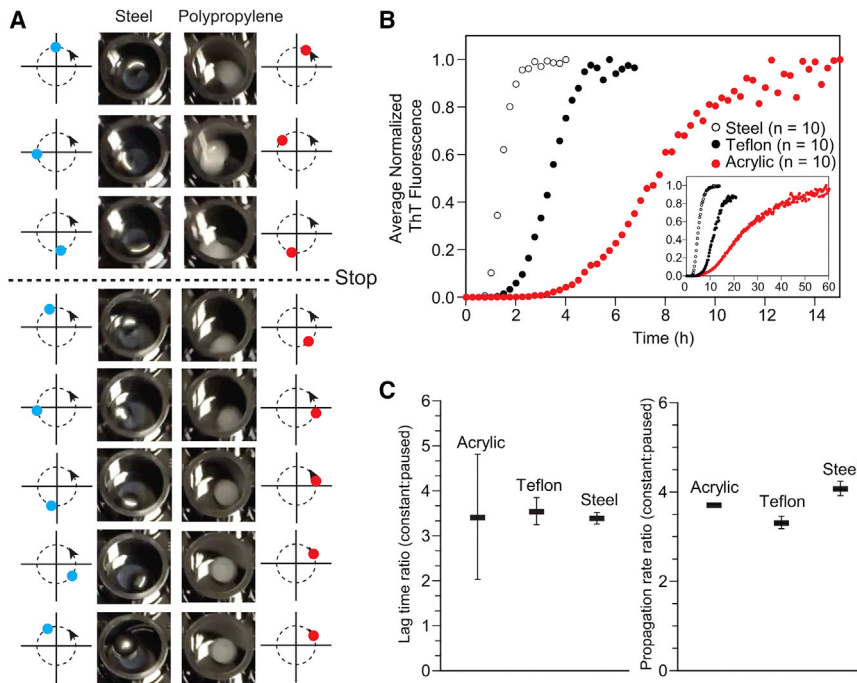 A
Steel Polypropylene
Stop
B
Average Normalized
ThT Fluorescence
1.0
0.8
0.6
0.4
0.2
0.0
0 2 4 6 8 10 12 14
Time (h)
Steel (n = 10)
Teflon (n = 10)
Acrylic (n = 10)
1.0
0.8
0.6
0.4
0.2
0.0
0 10 20 30 40 50 60
C
Lag time ratio (constant:paused)
6
5
4
3
2
1
0
Acrylic
Teflon
Steel
Propagation rate ratio (constant:paused)
6
5
4
3
2
1
0
Acrylic
Teflon
Stee